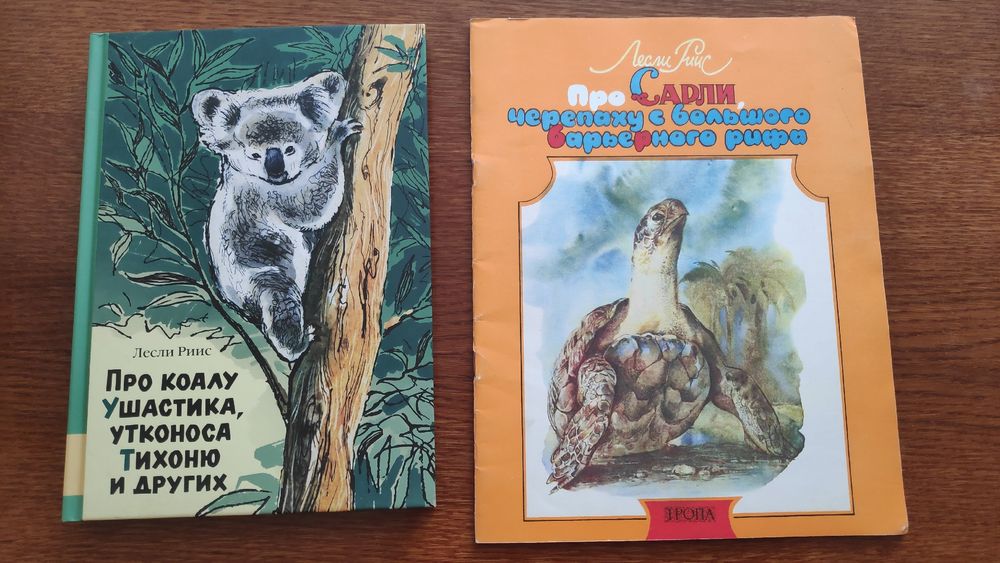 Лесли Риис
Про коалу
Ушастика,
утконоса
Тихоню
и других
Лесли Риис
Про Сарли,
черепаху с большого
барьерного рифа
ТРОПА